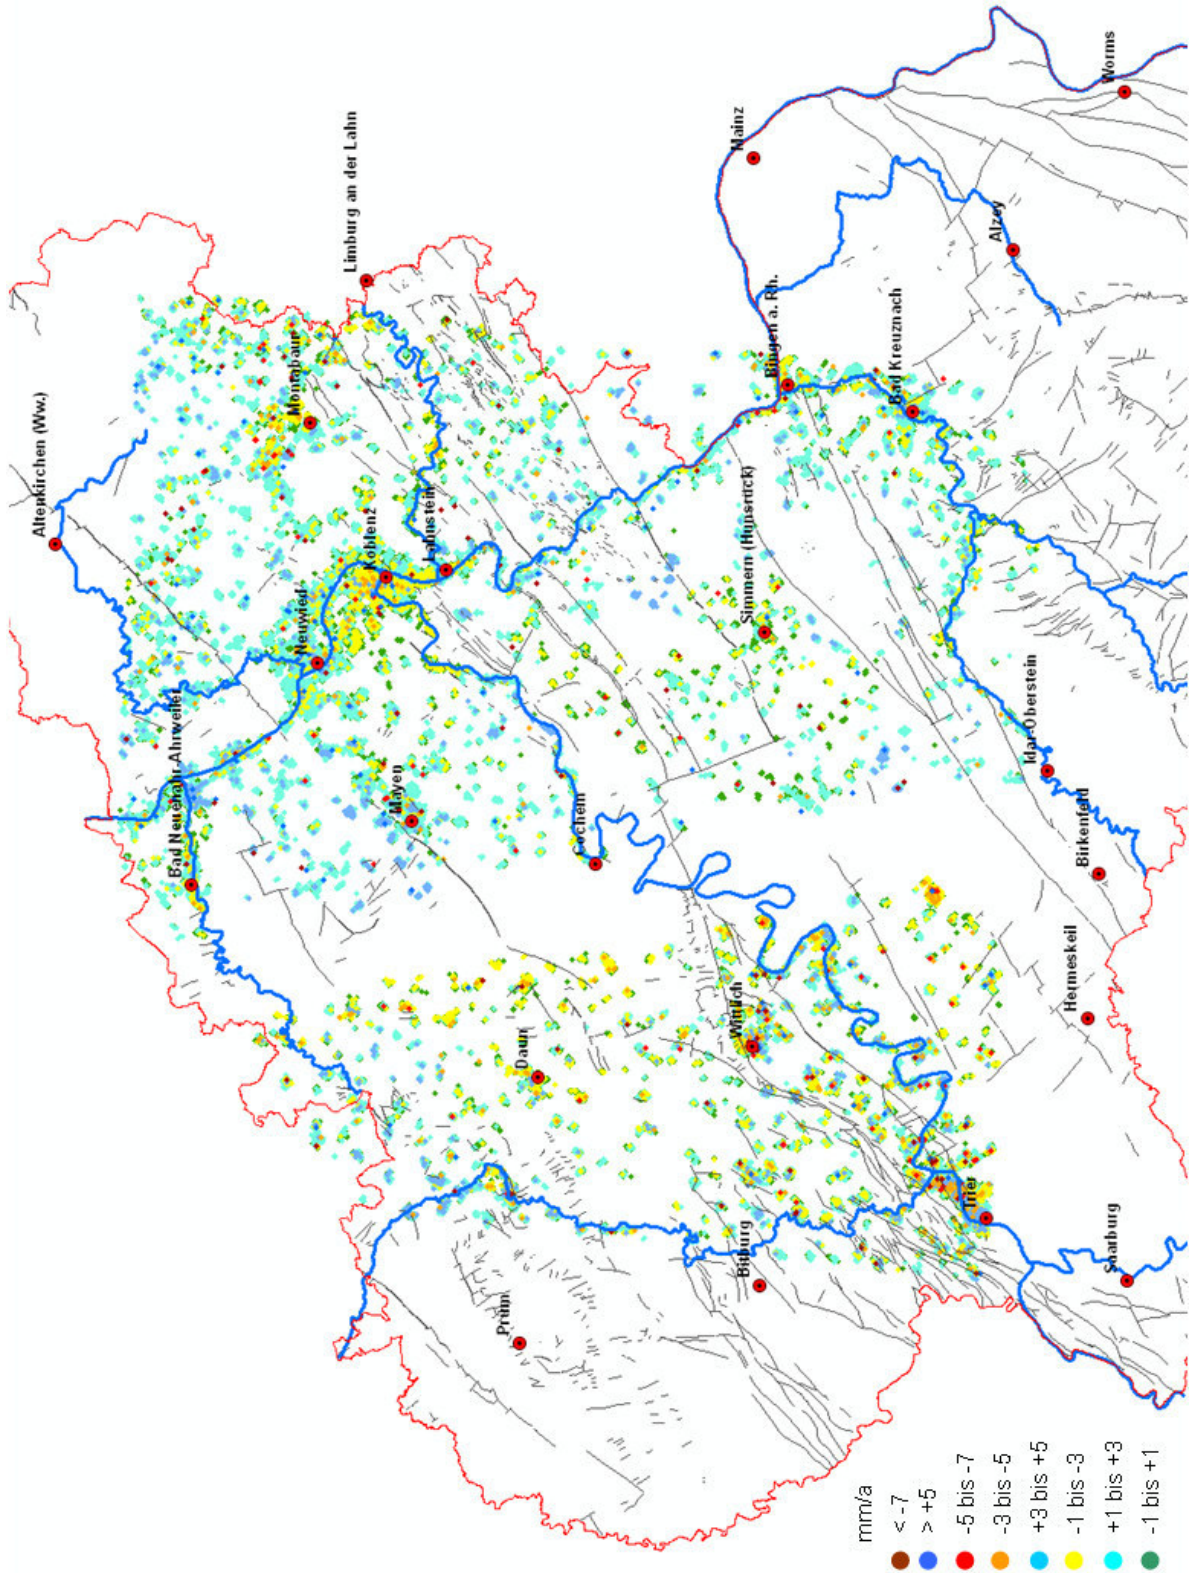 Altenkirchen (Ww.)
Limburg an der Lahn
Montabaur
Bad Neuenahr-Ahrweiler
Neuwied
Koblenz
Lahnstein
Mayen
Cochem
Mainz
Bingen a. Rh.
Simmern (Hunsrück)
Bad Kreuznach
Worms
Alzey
Daun
Wittlich
Prüm
Bitburg
Idar-Oberstein
Birkenfeld
Hermeskeil
Trier
Saarburg
mm/a
< -7
> +5
-5 bis -7
-3 bis -5
+3 bis +5
-1 bis -3
+1 bis +3
-1 bis +1